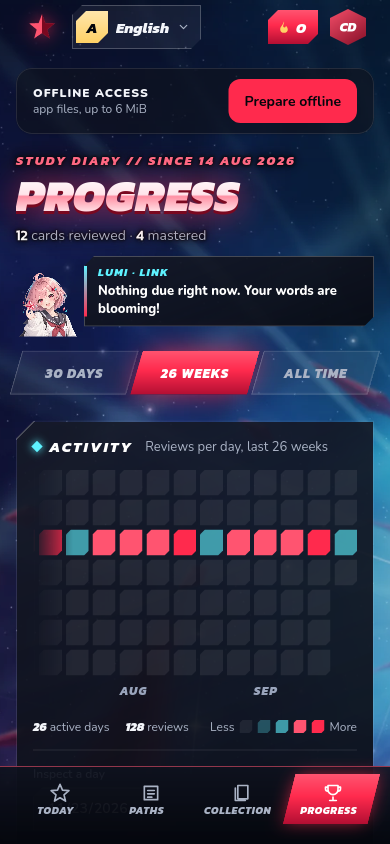 A English
0
CD
OFFLINE ACCESS
app files, up to 6 MiB
Prepare offline
STUDY DIARY // SINCE 14 AUG 2026
PROGRESS
12 cards reviewed · 4 mastered
LUMI · LINK
Nothing due right now. Your words are
blooming!
30 DAYS
26 WEEKS
ALL TIME
ACTIVITY Reviews per day, last 26 weeks
AUG SEP
26 active days 128 reviews Less More
Inspect a day
TODAY
PATHS
COLLECTION
PROGRESS